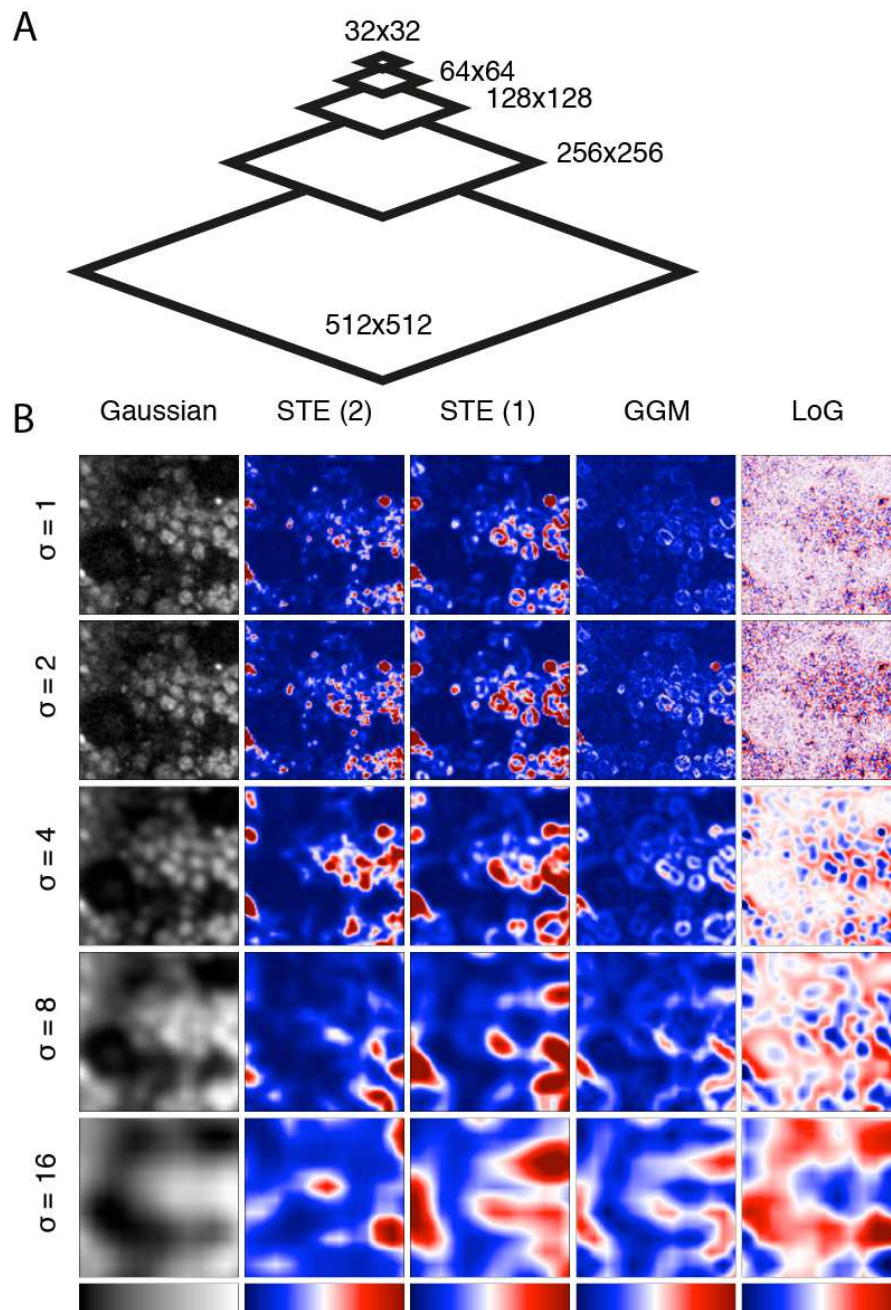 A
32x32
64x64
128x128
256x256
512x512
B
Gaussian STE (2) STE (1) GGM LoG
σ = 1
σ = 2
σ = 4
σ = 8
σ = 16